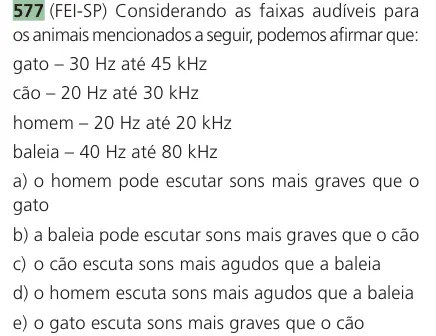 577 (FEI-SP) Considerando as faixas audíveis para
os animais mencionados a seguir, podemos afirmar que:
gato – 30 Hz até 45 kHz
cão – 20 Hz até 30 kHz
homem – 20 Hz até 20 kHz
baleia – 40 Hz até 80 kHz
a) o homem pode escutar sons mais graves que o
gato
b) a baleia pode escutar sons mais graves que o cão
c) o cão escuta sons mais agudos que a baleia
d) o homem escuta sons mais agudos que a baleia
e) o gato escuta sons mais graves que o cão